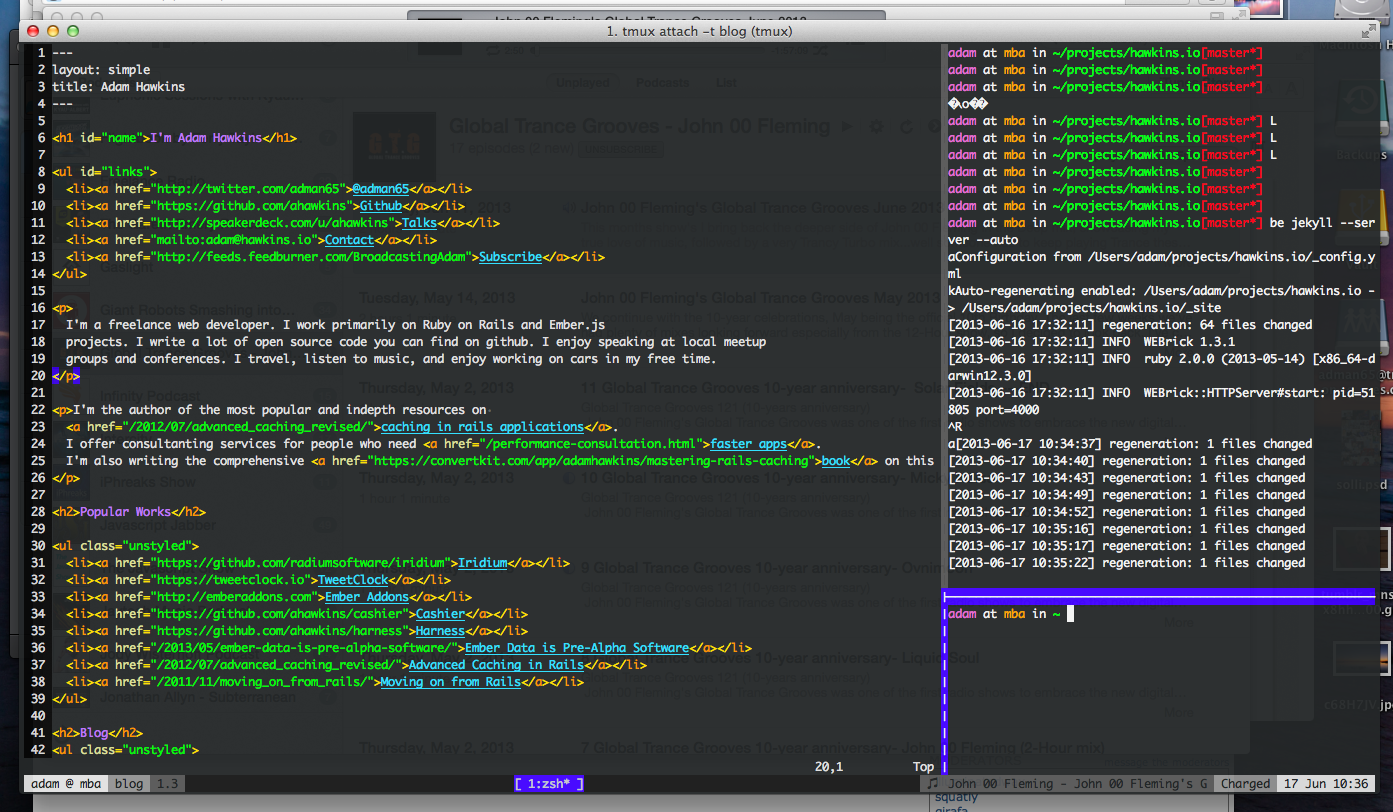 1. tmux attach -t blog (tmux)
1 ---
2 layout: simple
3 title: Adam Hawkins
4 ---
5
6 <h1 id="name">I'm Adam Hawkins</h1>
7
8 <ul id="links">
9 <li><a href="http://twitter.com/adman65">@adman65</a></li>
10 <li><a href="https://github.com/ahawkins">Github</a></li>
11 <li><a href="http://speakerdeck.com/u/ahawkins">Talks</a></li>
12 <li><a href="mailto:adam@hawkins.io">Contact</a></li>
13 <li><a href="http://feeds.feedburner.com/BroadcastingAdam">Subscribe</a></li>
14 </ul>
15
16 <p>
17 I'm a freelance web developer. I work primarily on Ruby on Rails and Ember.js
18 projects. I write a lot of open source code you can find on github. I enjoy speaking at local meetup
19 groups and conferences. I travel, listen to music, and enjoy working on cars in my free time.
20 </p>
21
22 <p>I'm the author of the most popular and indepth resources on
23 <a href="/2012/07/advanced_caching_revised/">caching in rails applications</a>.
24 I offer consultanting services for people who need <a href="/performance-consultation.html">faster apps</a>.
25 I'm also writing the comprehensive <a href="https://convertkit.com/app/adamhawkins/mastering-rails-caching">book</a> on this
26 </p>
27
28 <h2>Popular Works</h2>
29
30 <ul class="unstyled">
31 <li><a href="https://github.com/radiumsoftware/iridium">Iridium</a></li>
32 <li><a href="https://tweetclock.io">TweetClock</a></li>
33 <li><a href="http://emberaddons.com">Ember Addons</a></li>
34 <li><a href="https://github.com/ahawkins/cashier">Cashier</a></li>
35 <li><a href="https://github.com/ahawkins/harness">Harness</a></li>
36 <li><a href="/2013/05/ember-data-is-pre-alpha-software/">Ember Data is Pre-Alpha Software</a></li>
37 <li><a href="/2012/07/advanced_caching_revised/">Advanced Caching in Rails</a></li>
38 <li><a href="/2011/11/moving_on_from_rails/">Moving on from Rails</a></li>
39 </ul>
40
41 <h2>Blog</h2>
42 <ul class="unstyled">
20,1 Top
adam at mba in ~/projects/hawkins.io[master*]
adam at mba in ~/projects/hawkins.io[master*]
adam at mba in ~/projects/hawkins.io[master*]
�\o��
adam at mba in ~/projects/hawkins.io[master*] L
adam at mba in ~/projects/hawkins.io[master*] L
adam at mba in ~/projects/hawkins.io[master*] L
adam at mba in ~/projects/hawkins.io[master*]
adam at mba in ~/projects/hawkins.io[master*]
adam at mba in ~/projects/hawkins.io[master*]
adam at mba in ~/projects/hawkins.io[master*] be jekyll --ser
ver --auto
aConfiguration from /Users/adam/projects/hawkins.io/_config.y
ml
kAuto-regenerating enabled: /Users/adam/projects/hawkins.io -
> /Users/adam/projects/hawkins.io/_site
[2013-06-16 17:32:11] regeneration: 64 files changed
[2013-06-16 17:32:11] INFO WEBrick 1.3.1
[2013-06-16 17:32:11] INFO ruby 2.0.0 (2013-05-14) [x86_64-d
arwin12.3.0]
[2013-06-16 17:32:11] INFO WEBrick::HTTPServer#start: pid=51
805 port=4000
^R
a[2013-06-17 10:34:37] regeneration: 1 files changed
[2013-06-17 10:34:40] regeneration: 1 files changed
[2013-06-17 10:34:43] regeneration: 1 files changed
[2013-06-17 10:34:49] regeneration: 1 files changed
[2013-06-17 10:34:52] regeneration: 1 files changed
[2013-06-17 10:35:16] regeneration: 1 files changed
[2013-06-17 10:35:17] regeneration: 1 files changed
[2013-06-17 10:35:22] regeneration: 1 files changed
adam at mba in ~
adam @ mba blog 1.3 [ 1:zsh* ] ♫ John 00 Fleming - John 00 Fleming's G Charged 17 Jun 10:36
squatly